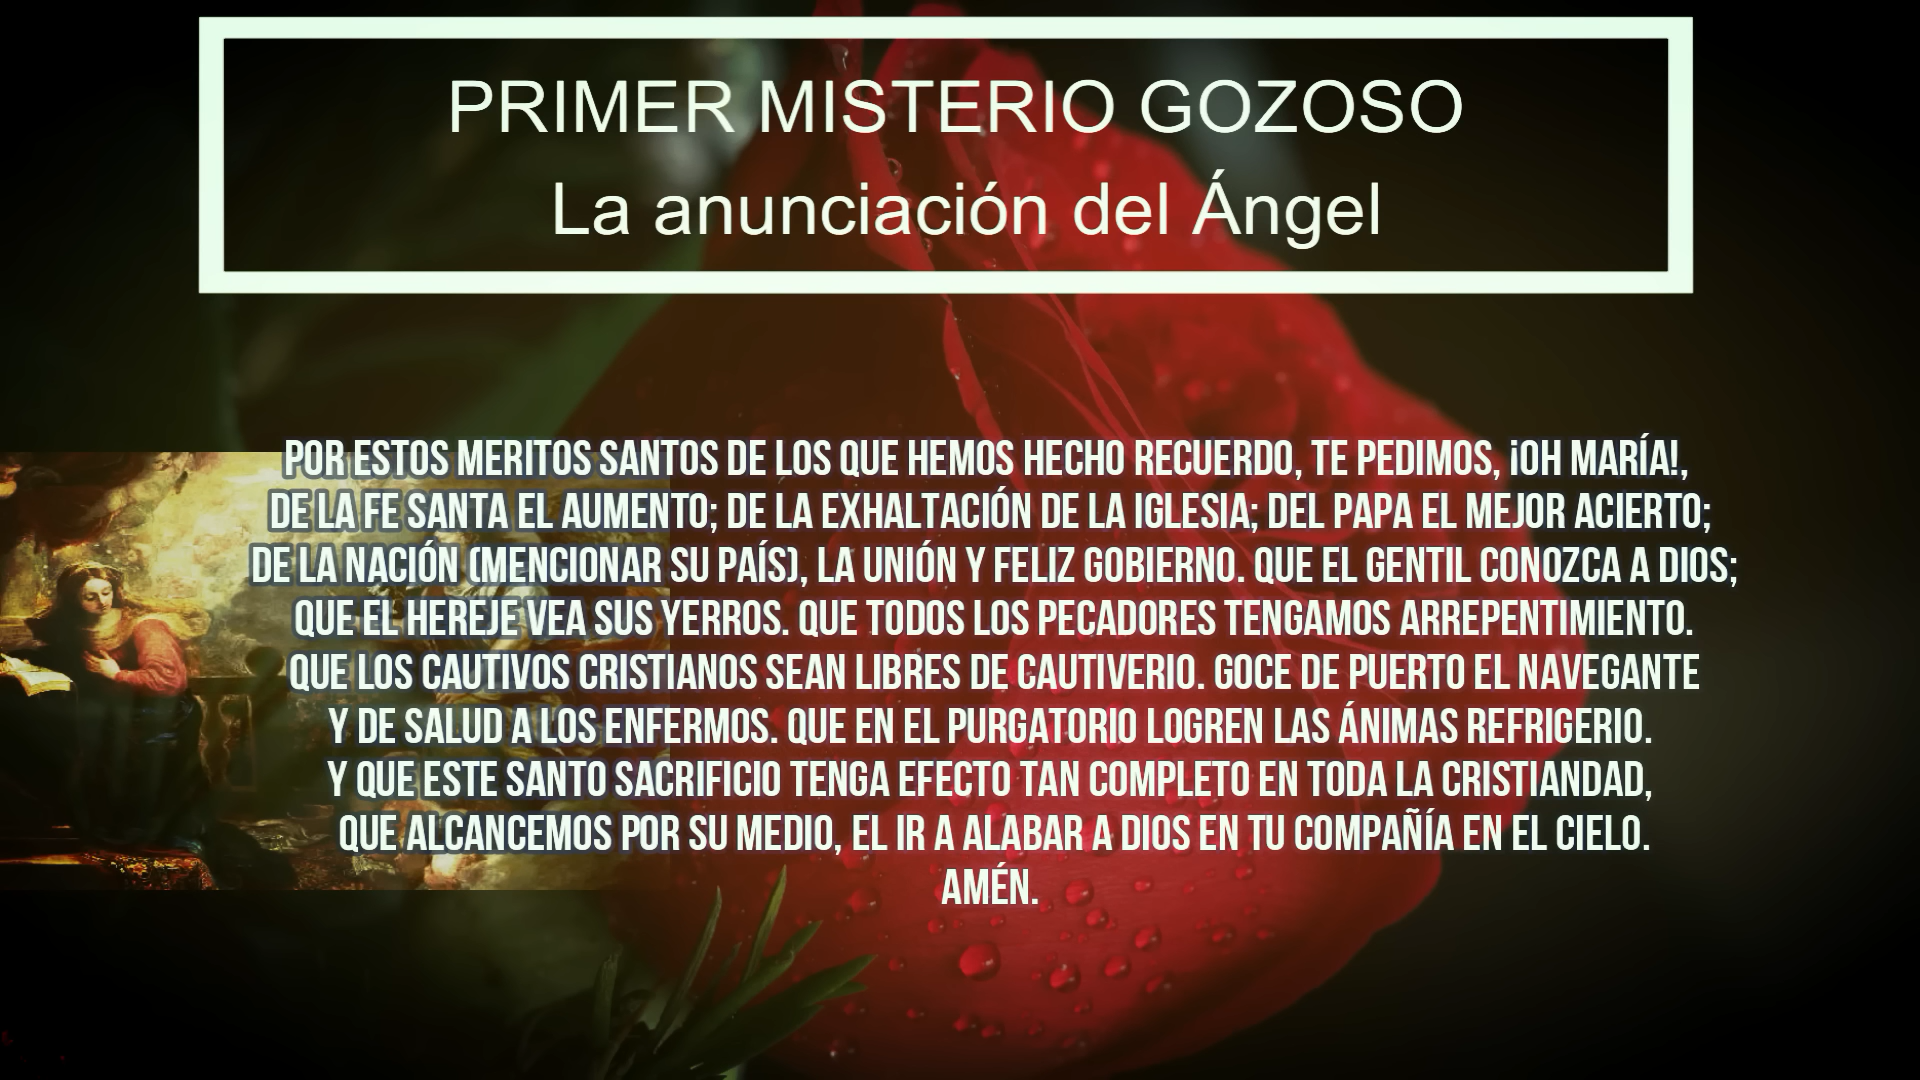 PRIMER MISTERIO GOZOSO
La anunciación del Ángel
POR ESTOS MERITOS SANTOS DE LOS QUE HEMOS HECHO RECUERDO, TE PEDIMOS, ¡OH MARÍA!,
DE LA FE SANTA EL AUMENTO; DE LA EXHALTACIÓN DE LA IGLESIA; DEL PAPA EL MEJOR ACIERTO;
DE LA NACIÓN (MENCIONAR SU PAÍS), LA UNIÓN Y FELIZ GOBIERNO. QUE EL GENTIL CONOZCA A DIOS;
QUE EL HEREJE VEA SUS YERROS. QUE TODOS LOS PECADORES TENGAMOS ARREPENTIMIENTO.
QUE LOS CAUTIVOS CRISTIANOS SEAN LIBRES DE CAUTIVERIO. GOCE DE PUERTO EL NAVEGANTE
Y DE SALUD A LOS ENFERMOS. QUE EN EL PURGATORIO LOGREN LAS ÁNIMAS REFRIGERIO.
Y QUE ESTE SANTO SACRIFICIO TENGA EFECTO TAN COMPLETO EN TODA LA CRISTIANDAD,
QUE ALCANCEMOS POR SU MEDIO, EL IR A ALABAR A DIOS EN TU COMPAÑÍA EN EL CIELO.
AMÉN.